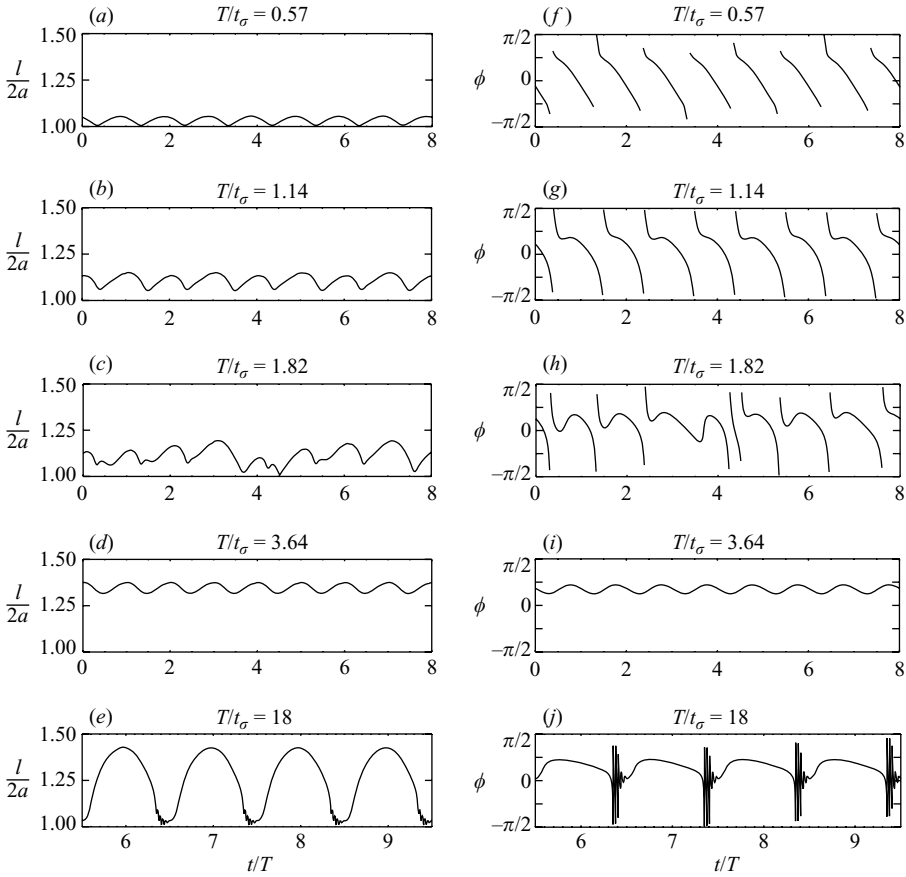 (a) T/tσ = 0.57
1.50
1.25
1.00
l/2a
0 2 4 6 8
(f) T/tσ = 0.57
π/2
0
−π/2
ϕ
0 2 4 6 8
(b) T/tσ = 1.14
1.50
1.25
1.00
l/2a
0 2 4 6 8
(g) T/tσ = 1.14
π/2
0
−π/2
ϕ
0 2 4 6 8
(c) T/tσ = 1.82
1.50
1.25
1.00
l/2a
0 2 4 6 8
(h) T/tσ = 1.82
π/2
0
−π/2
ϕ
0 2 4 6 8
(d) T/tσ = 3.64
1.50
1.25
1.00
l/2a
0 2 4 6 8
(i) T/tσ = 3.64
π/2
0
−π/2
ϕ
0 2 4 6 8
(e) T/tσ = 18
1.50
1.25
1.00
l/2a
6 7 8 9
t/T
(j) T/tσ = 18
π/2
0
−π/2
ϕ
6 7 8 9
t/T